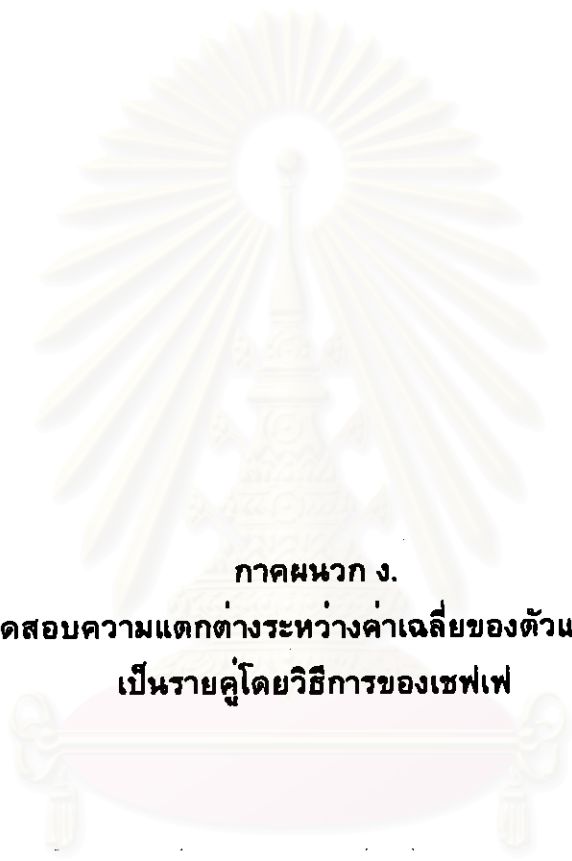 ภาคผนวก ง.
ดสอบความแตกต่างระหว่างค่าเฉลี่ยของตัวแ
เป็นรายคู่โดยวิธีการของเชฟเฟ่